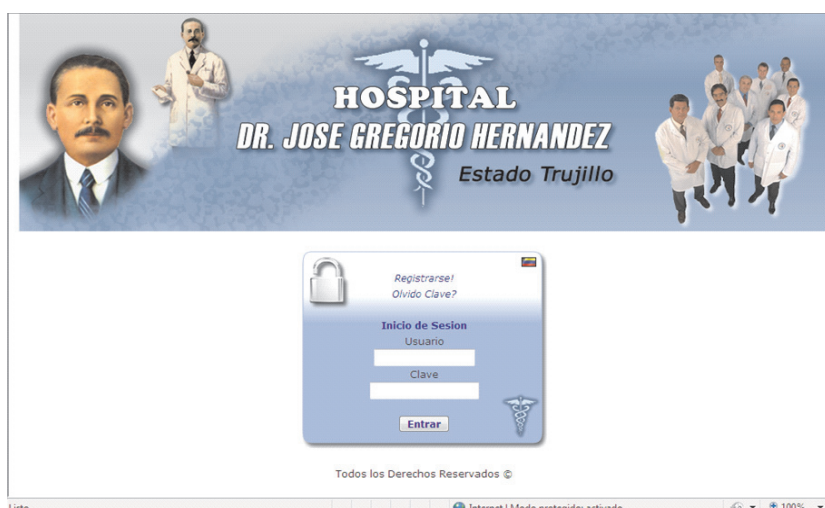 HOSPITAL
DR. JOSE GREGORIO HERNANDEZ
Estado Trujillo
Registrarse!
Olvido Clave?
Inicio de Sesion
Usuario
Clave
Entrar
Todos los Derechos Reservados ©
Listo
Internet | Modo protegido: activado
100%